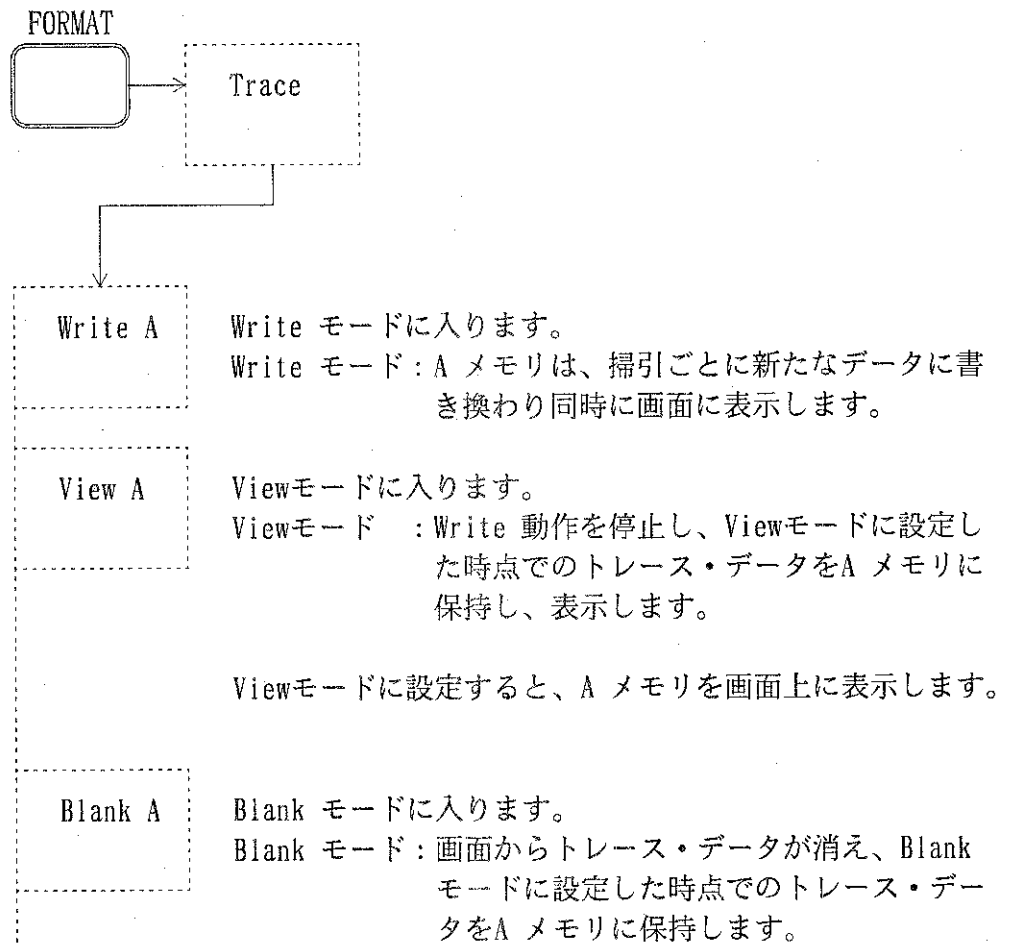 FORMAT
Trace
Write A
Write モードに入ります。
Write モード：A メモリは、掃引ごとに新たなデータに書
き換わり同時に画面に表示します。
View A
Viewモードに入ります。
Viewモード ：Write 動作を停止し、Viewモードに設定し
た時点でのトレース・データをA メモリに
保持し、表示します。
Viewモードに設定すると、A メモリを画面上に表示します。
Blank A
Blank モードに入ります。
Blank モード：画面からトレース・データが消え、Blank
モードに設定した時点でのトレース・デー
タをA メモリに保持します。